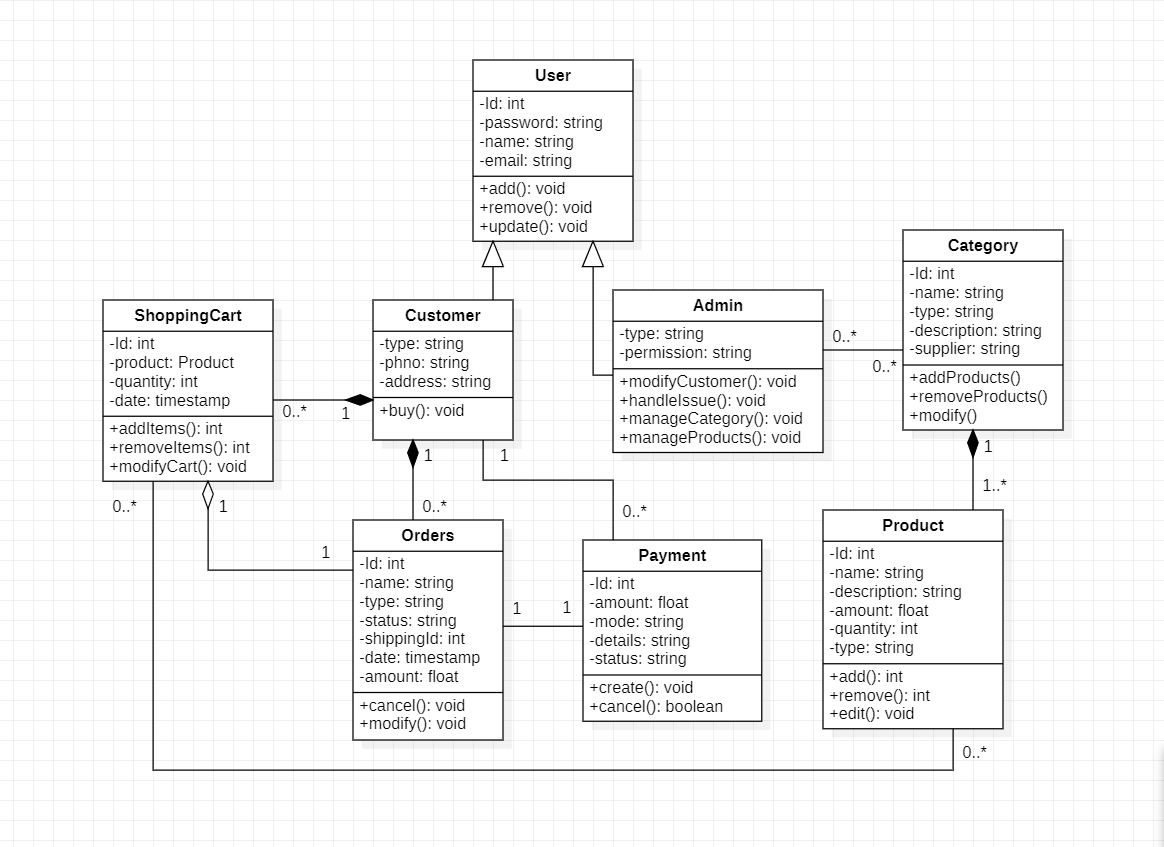 User
-Id: int
-password: string
-name: string
-email: string
+add(): void
+remove(): void
+update(): void
Category
-Id: int
-name: string
-type: string
-description: string
-supplier: string
+addProducts()
+removeProducts()
+modify()
ShoppingCart
-Id: int
-product: Product
-quantity: int
-date: timestamp
+addItems(): int
+removeItems(): int
+modifyCart(): void
Customer
-type: string
-phno: string
-address: string
+buy(): void
Admin
-type: string
-permission: string
+modifyCustomer(): void
+handleIssue(): void
+manageCategory(): void
+manageProducts(): void
0..*
0..*
0..*
1
1
1
1
1..*
0..*
1
0..*
0..*
1
Orders
-Id: int
-name: string
-type: string
-status: string
-shippingId: int
-date: timestamp
-amount: float
+cancel(): void
+modify(): void
1
1
Payment
-Id: int
-amount: float
-mode: string
-details: string
-status: string
+create(): void
+cancel(): boolean
Product
-Id: int
-name: string
-description: string
-amount: float
-quantity: int
-type: string
+add(): int
+remove(): int
+edit(): void
0..*